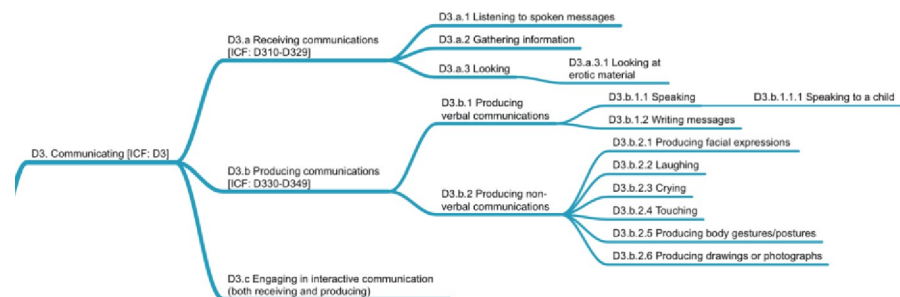 D3.a.1 Listening to spoken messages
D3.a Receiving communications
[ICF: D310-D329]
D3.a.2 Gathering information
D3.a.3 Looking
D3.a.3.1 Looking at
erotic material
D3.b.1 Producing
verbal communications
D3.b.1.1 Speaking
D3.b.1.1.1 Speaking to a child
D3.b.1.2 Writing messages
D3. Communicating [ICF: D3]
D3.b Producing communications
[ICF: D330-D349]
D3.b.2 Producing non-
verbal communications
D3.b.2.1 Producing facial expressions
D3.b.2.2 Laughing
D3.b.2.3 Crying
D3.b.2.4 Touching
D3.b.2.5 Producing body gestures/postures
D3.b.2.6 Producing drawings or photographs
D3.c Engaging in interactive communication
(both receiving and producing)